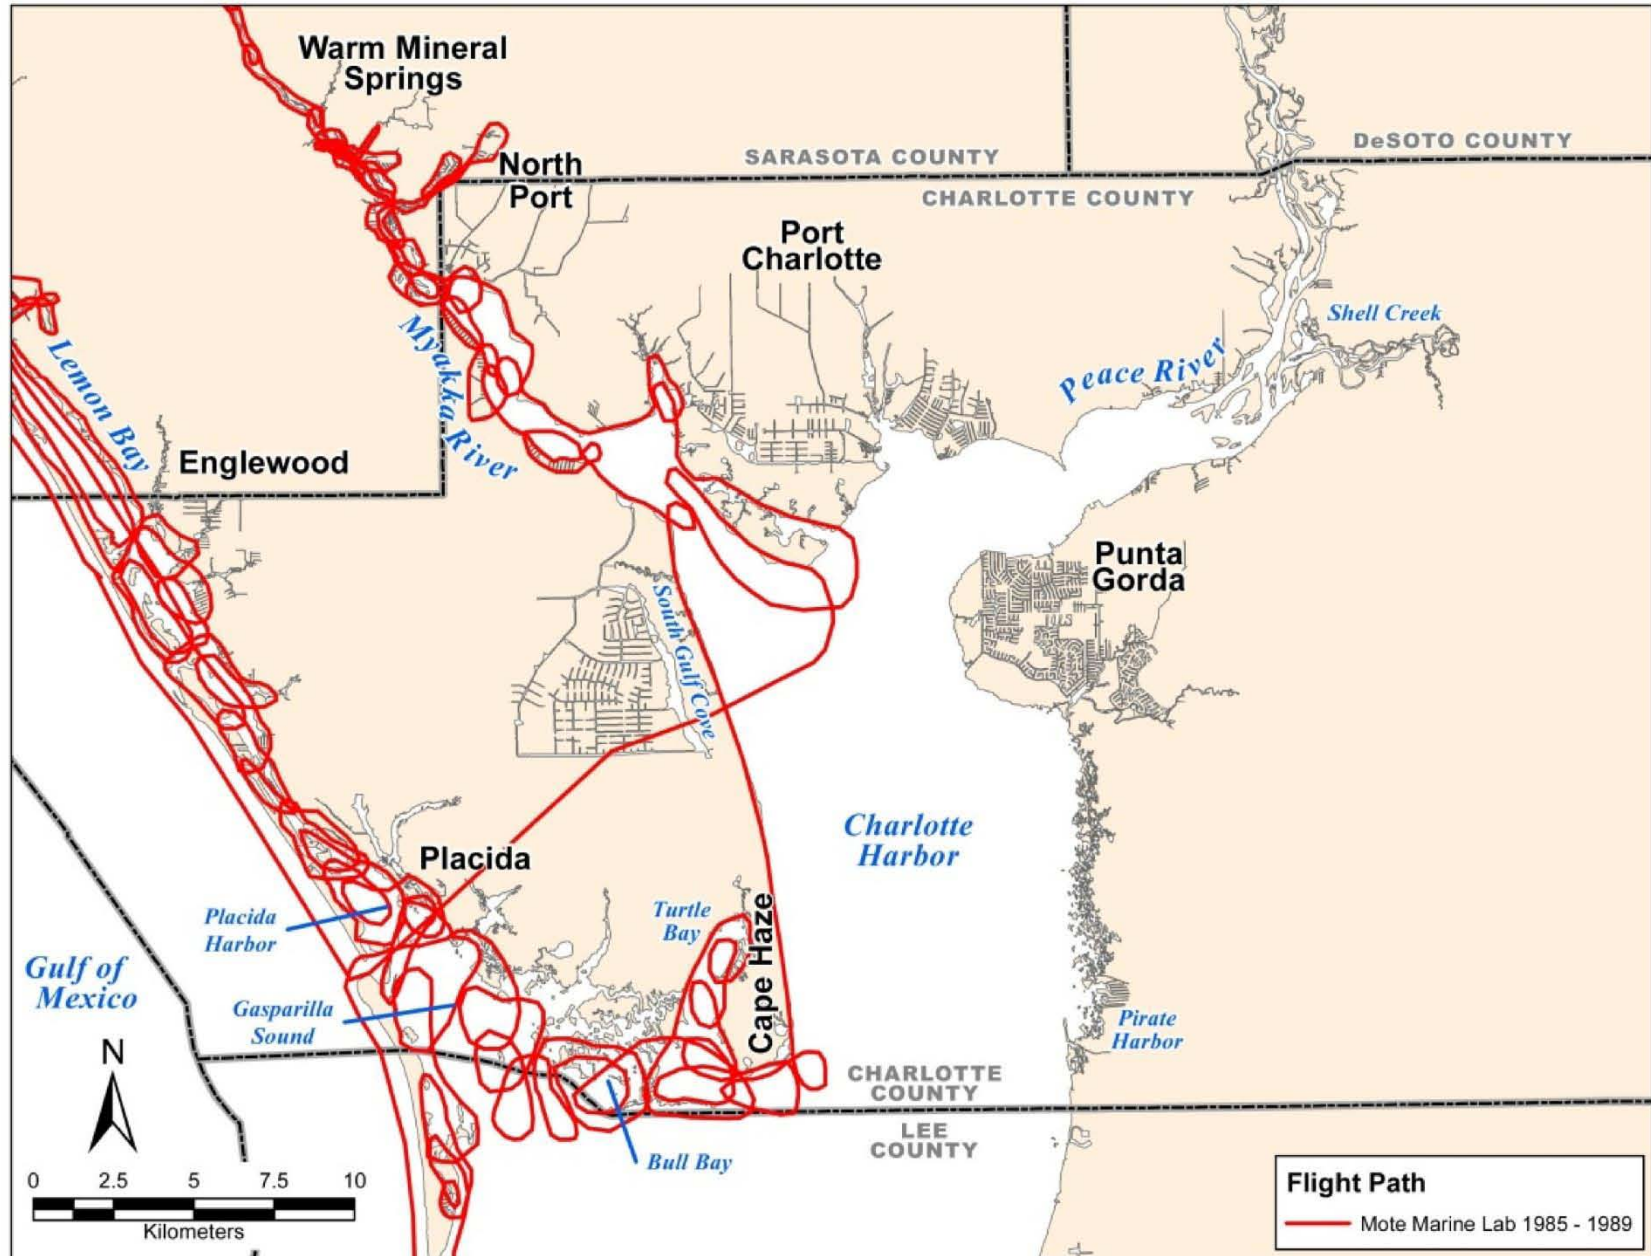 Warm Mineral
Springs
North
Port
SARASOTA COUNTY
DeSOTO COUNTY
CHARLOTTE COUNTY
Port
Charlotte
Shell Creek
Peace River
Myakka River
Lemon Bay
Englewood
Punta
Gorda
South Gulf Cove
Charlotte
Harbor
Placida
Placida
Harbor
Turtle
Bay
Cape Haze
Gulf of
Mexico
Gasparilla
Sound
Pirate
Harbor
N
CHARLOTTE
COUNTY
LEE
COUNTY
Bull Bay
0 2.5 5 7.5 10
Kilometers
Flight Path
Mote Marine Lab 1985 - 1989